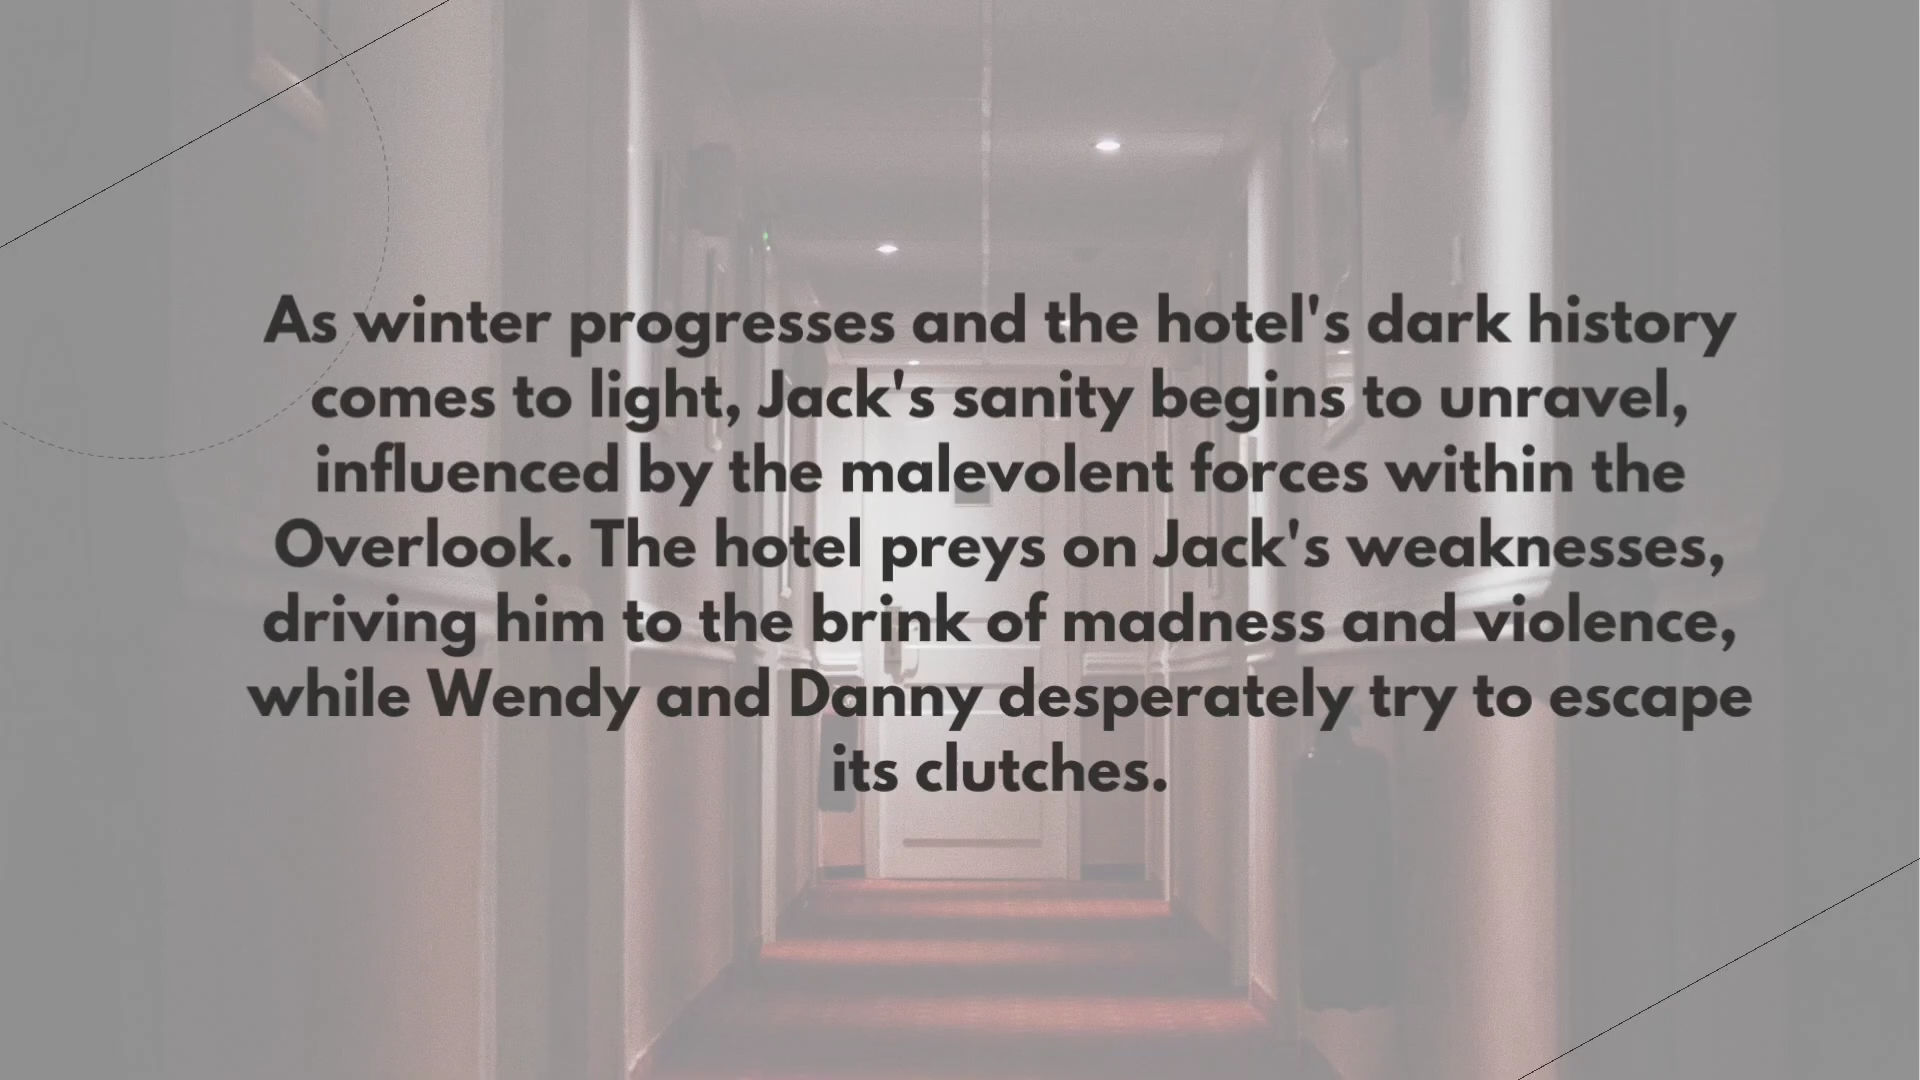 As winter progresses and the hotel's dark history
comes to light, Jack's sanity begins to unravel,
influenced by the malevolent forces within the
Overlook. The hotel preys on Jack's weaknesses,
driving him to the brink of madness and violence,
while Wendy and Danny desperately try to escape
its clutches.